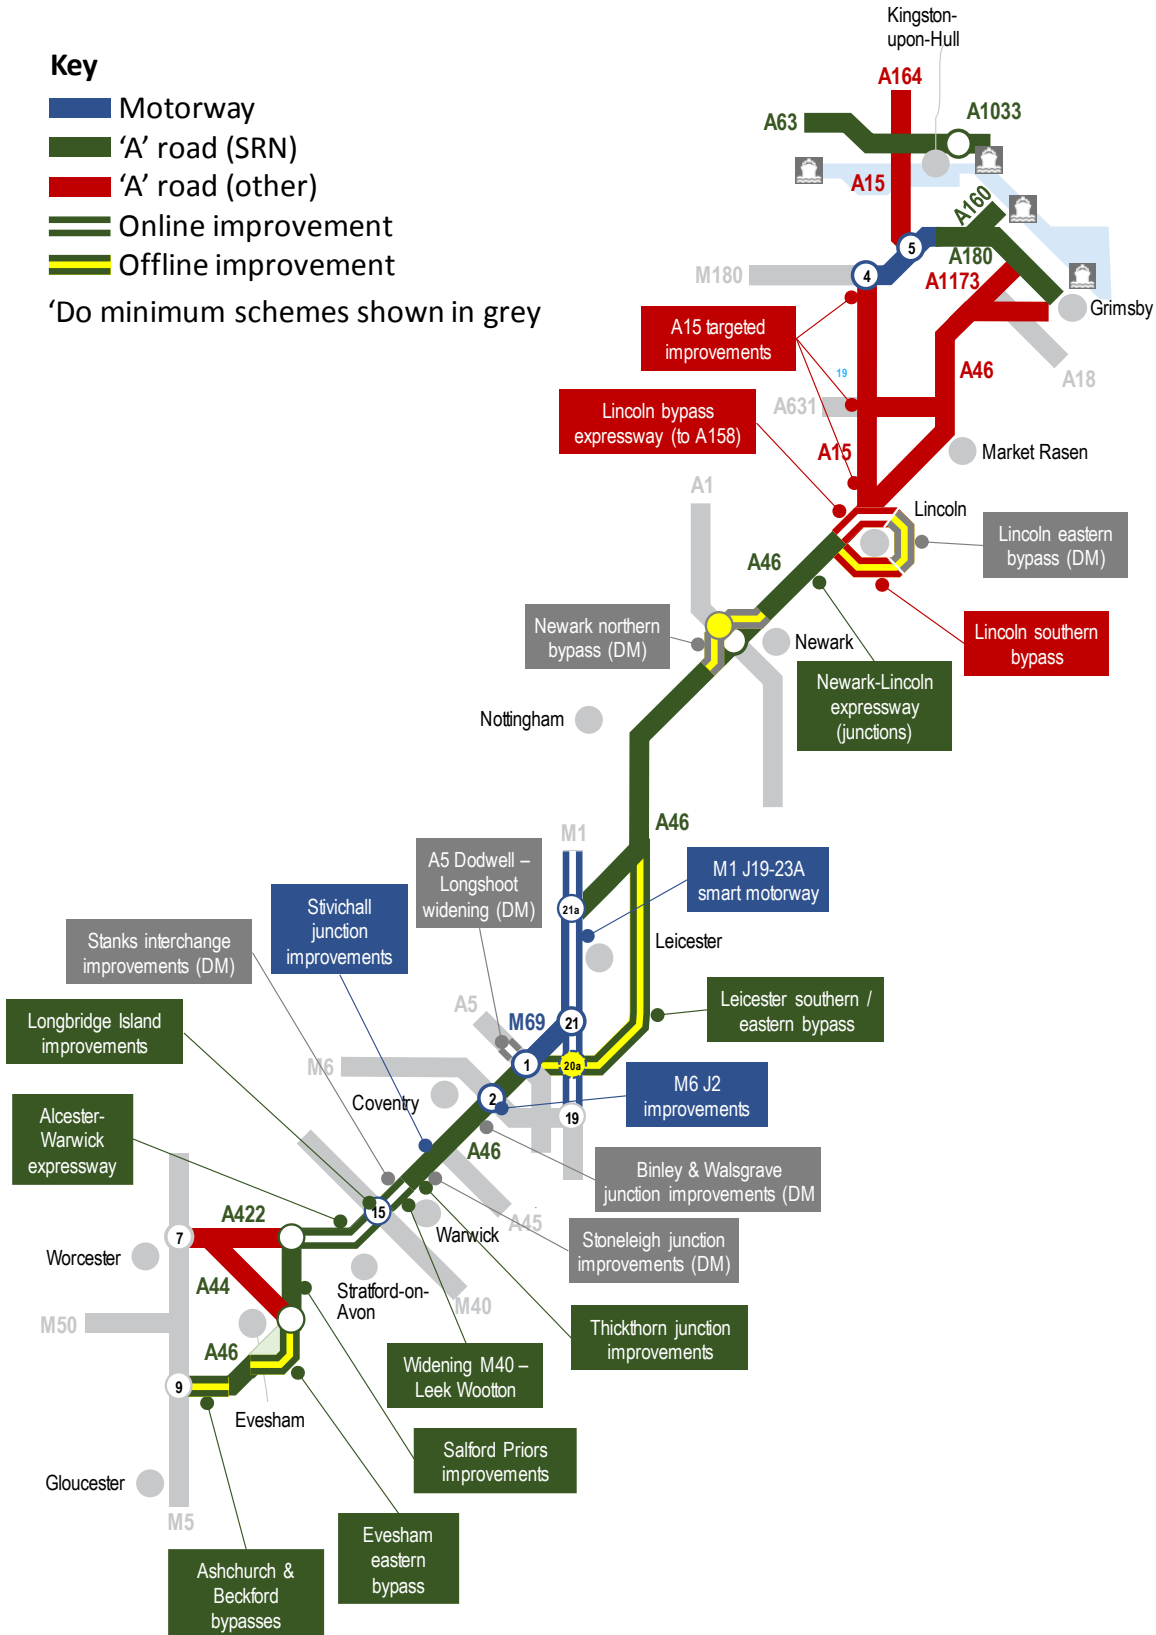 Kingston-
upon-Hull
Key
Motorway
'A' road (SRN)
'A' road (other)
Online improvement
Offline improvement
'Do minimum schemes shown in grey
A164
A63
A1033
A15
A160
5
A180
M180
4
A1173
Grimsby
A15 targeted
improvements
19
A46
A18
A631
Lincoln bypass
expressway (to A158)
A15
Market Rasen
A1
Lincoln
Lincoln eastern
bypass (DM)
A46
Newark northern
bypass (DM)
Newark
Lincoln southern
bypass
Newark-Lincoln
expressway
(junctions)
Nottingham
A46
M1
A5 Dodwell –
Longshoot
widening (DM)
M1 J19-23A
smart motorway
Stivichall
junction
improvements
21a
Stanks interchange
improvements (DM)
Leicester
A5
M69
21
Leicester southern /
eastern bypass
Longbridge Island
improvements
M6
1
20a
M6 J2
improvements
Coventry
2
19
Alcester-
Warwick
expressway
A46
Binley & Walsgrave
junction improvements (DM
A422
15
A45
7
Warwick
Stoneleigh junction
improvements (DM)
Worcester
A44
Stratford-on-
Avon
M40
M50
Thickthorn junction
improvements
A46
Widening M40 –
Leek Wootton
9
Evesham
Salford Priors
improvements
Gloucester
M5
Evesham
eastern
bypass
Ashchurch &
Beckford
bypasses